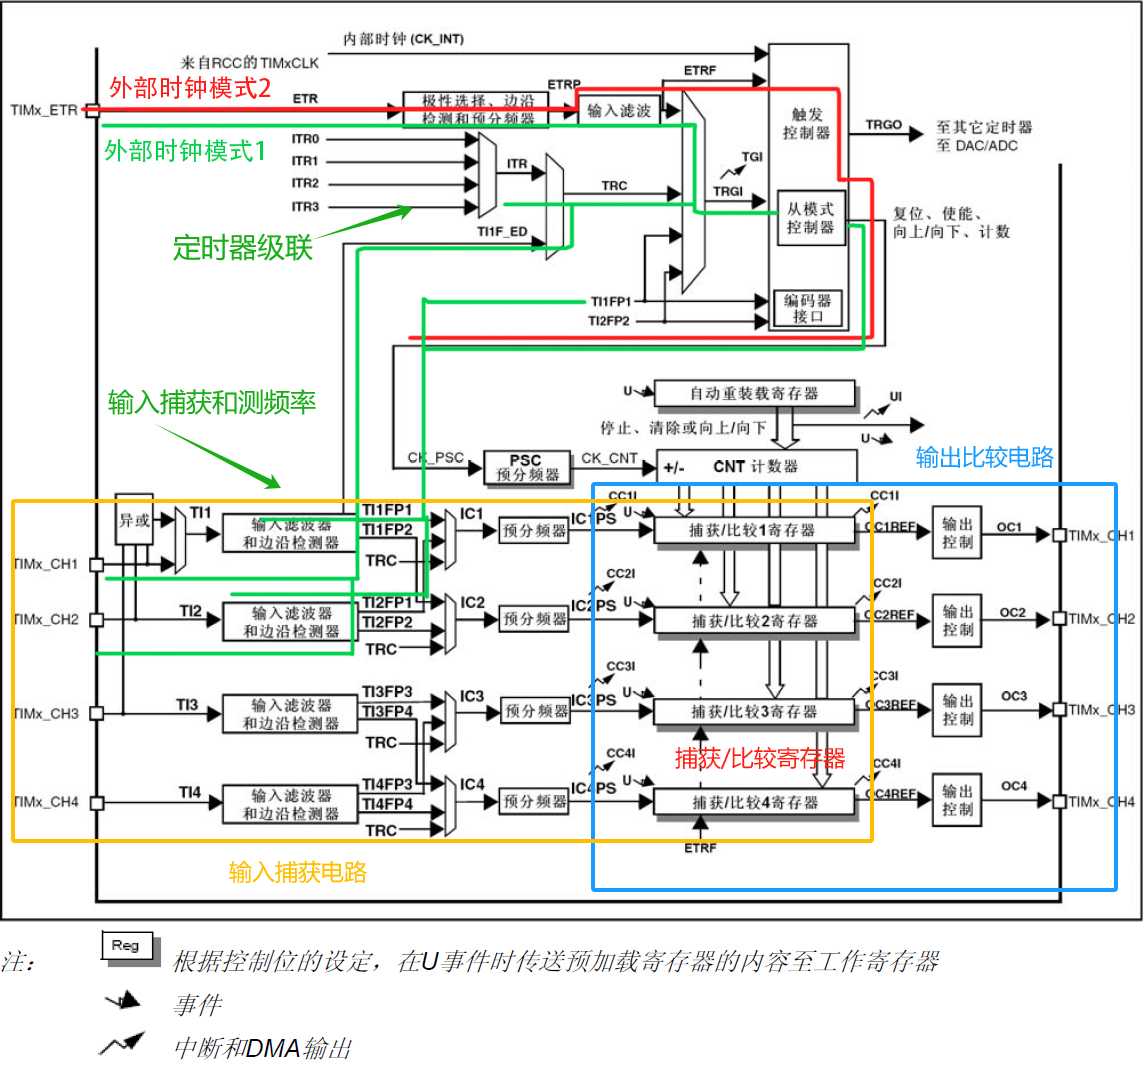 内部时钟 (CK_INT)
来自RCC的TIMxCLK
外部时钟模式2
TIMx_ETR
ETR
极性选择、边沿
检测和预分频器
ETRP
输入滤波
ETRF
触发
控制器
TRGO
至其它定时器
至 DAC/ADC
外部时钟模式1
ITR0
ITR1
ITR2
ITR3
ITR
TRC
TGI
TRGI
从模式
控制器
复位、使能、
向上/向下、计数
定时器级联
TI1F_ED
TI1FP1
TI2FP2
编码器
接口
输入捕获和测频率
U
自动重装载寄存器
UI
停止、清除或向上/向下
U
输出比较电路
CK_PSC
PSC
预分频器
CK_CNT
+/-
CNT 计数器
异或
TI1
输入滤波器
和边沿检测器
TI1FP1
TI1FP2
TRC
IC1
预分频器
IC1PS
CC1I
U
捕获/比较1寄存器
CC1I
OC1REF
输出
控制
OC1
TIMx_CH1
TIMx_CH1
TIMx_CH2
TI2
输入滤波器
和边沿检测器
TI2FP1
TI2FP2
TRC
IC2
预分频器
IC2PS
CC2I
U
捕获/比较2寄存器
CC2I
OC2REF
输出
控制
OC2
TIMx_CH2
TIMx_CH3
TI3
输入滤波器
和边沿检测器
TI3FP3
TI3FP4
TRC
IC3
预分频器
IC3PS
CC3I
U
捕获/比较3寄存器
CC3I
OC3REF
输出
控制
OC3
TIMx_CH3
捕获/比较寄存器
TIMx_CH4
TI4
输入滤波器
和边沿检测器
TI4FP3
TI4FP4
TRC
IC4
预分频器
IC4PS
CC4I
U
捕获/比较4寄存器
CC4I
OC4REF
输出
控制
OC4
TIMx_CH4
ETRF
输入捕获电路
注：
Reg
根据控制位的设定，在U事件时传送预加载寄存器的内容至工作寄存器
事件
中断和DMA输出